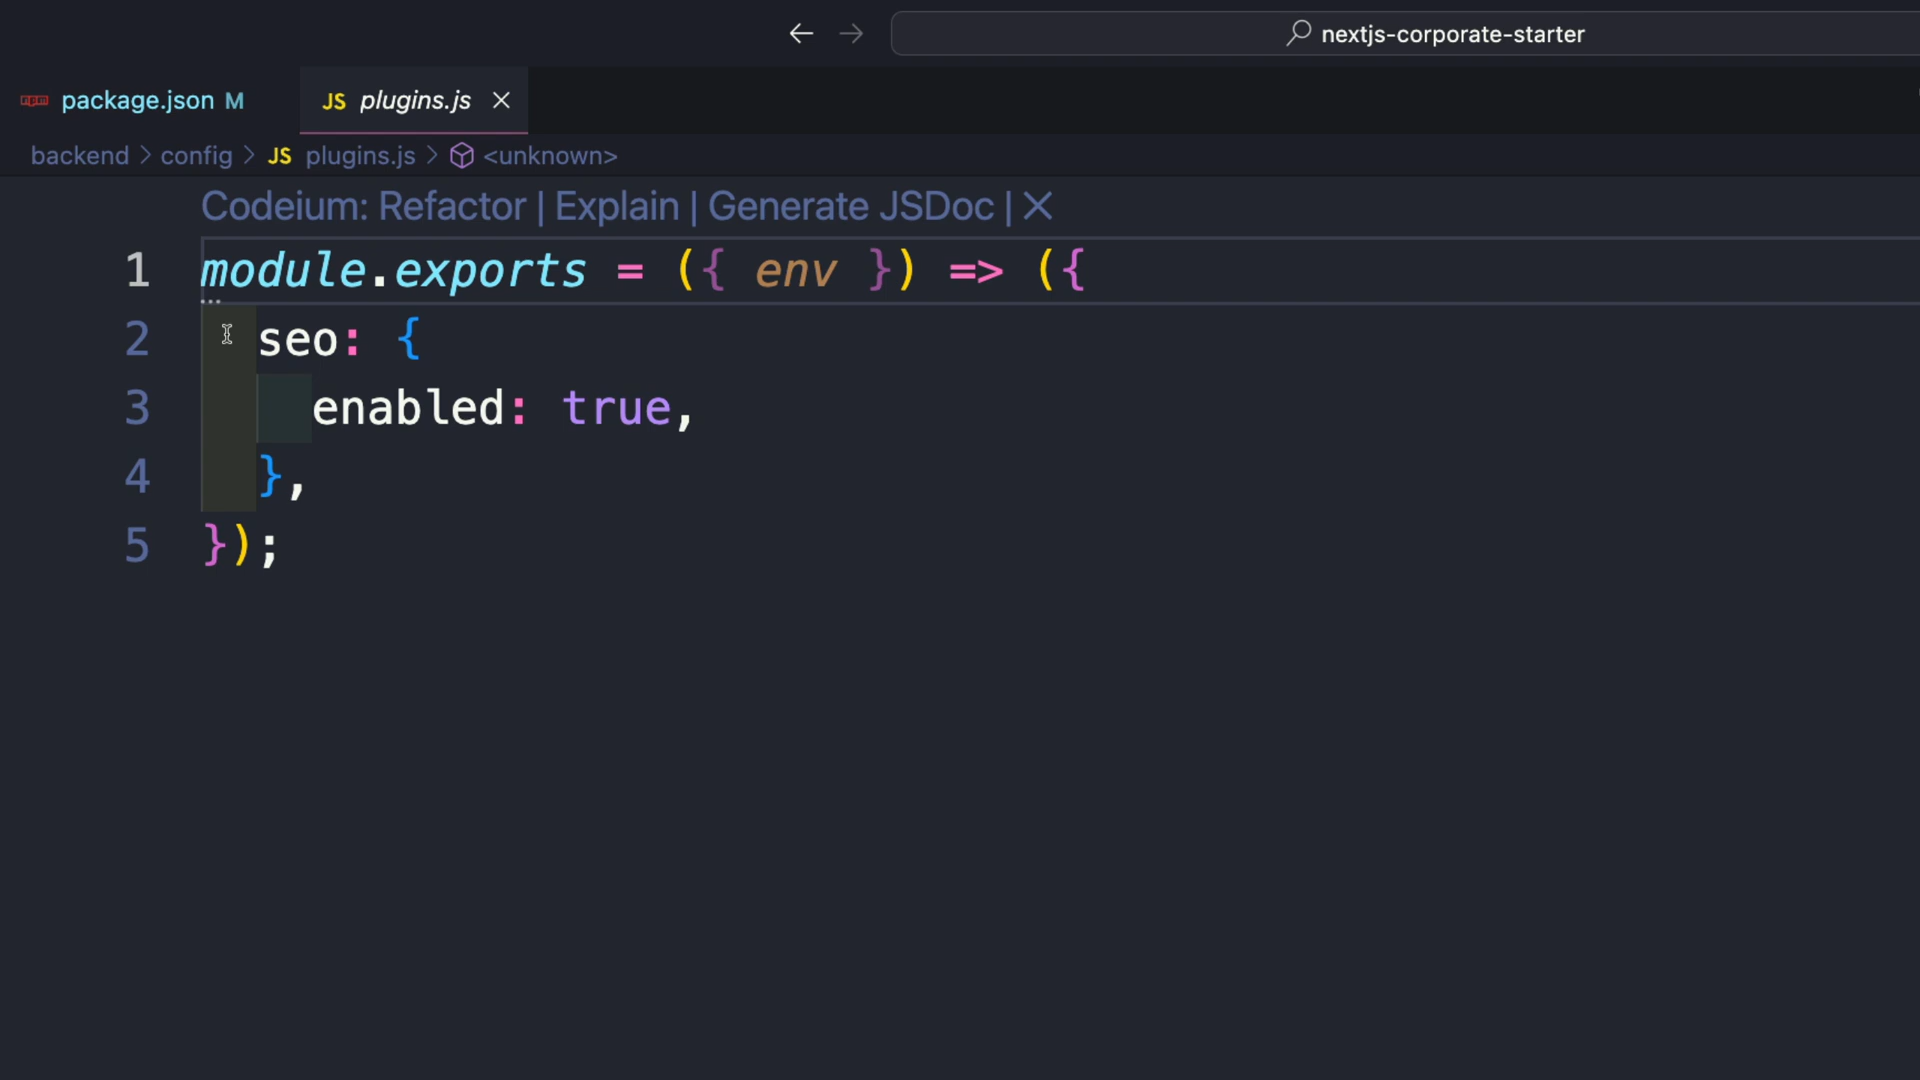 nextjs-corporate-starter
package.json M
JS plugins.js
backend > config > JS plugins.js > <unknown>
Codeium: Refactor | Explain | Generate JSDoc | X
1 module.exports = ({ env }) => ({
2 seo: {
3 enabled: true,
4 },
5 });